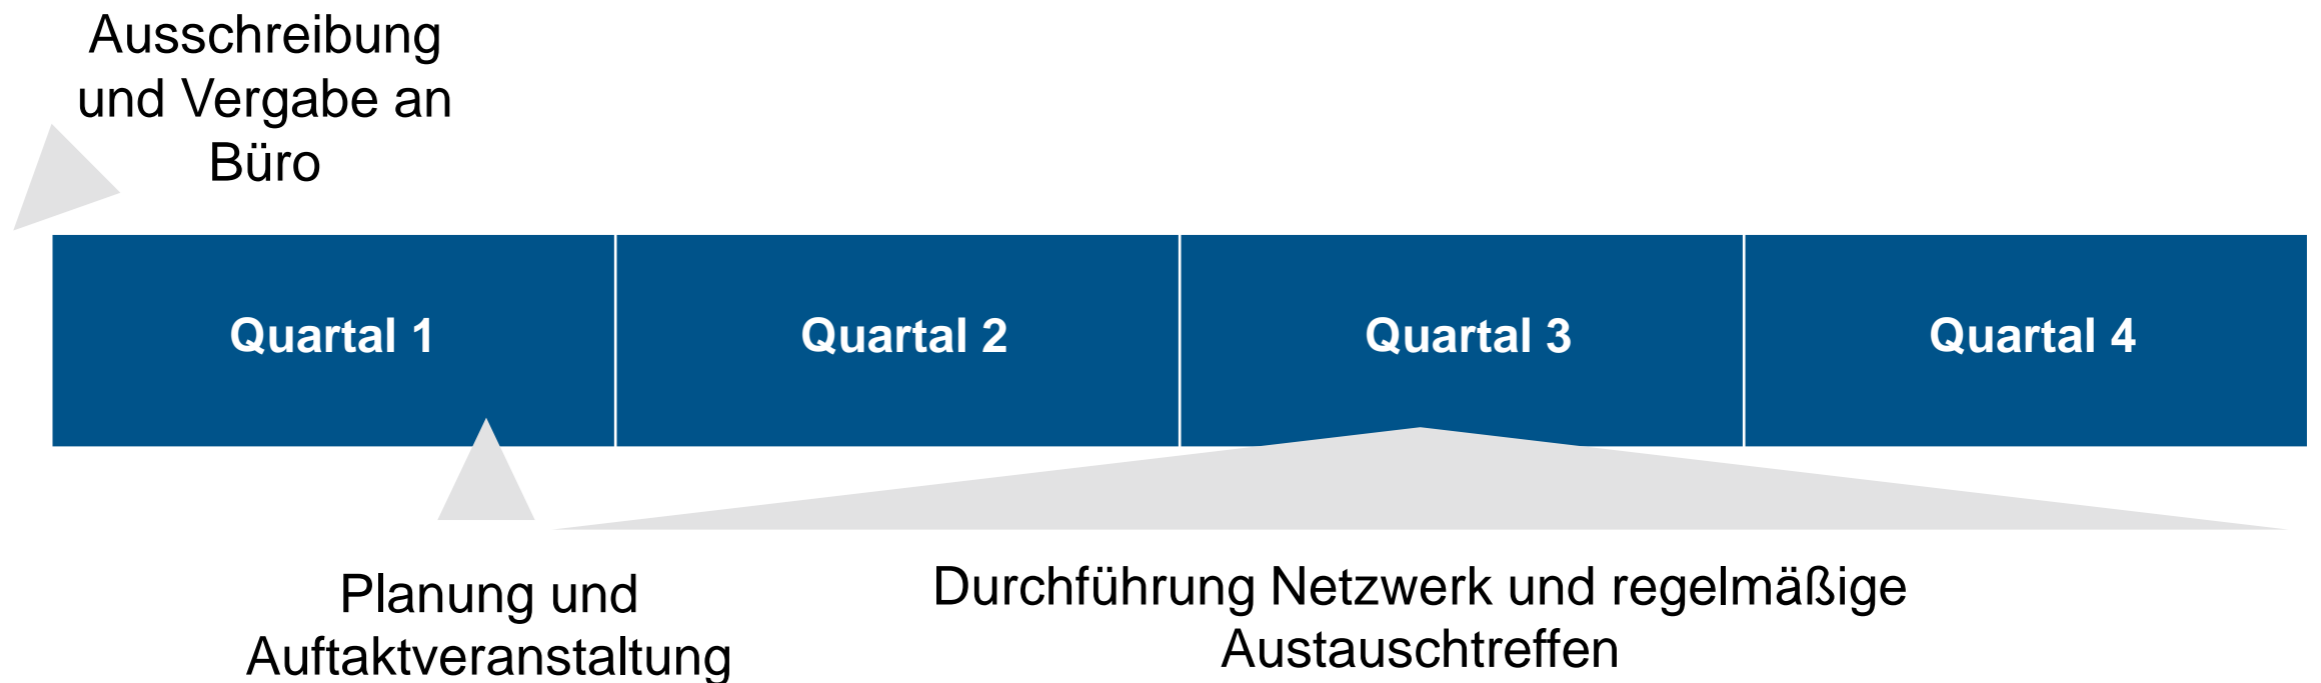 Ausschreibung
und Vergabe an
Büro
Quartal 1
Quartal 2
Quartal 3
Quartal 4
Planung und
Auftaktveranstaltung
Durchführung Netzwerk und regelmäßige
Austauschtreffen